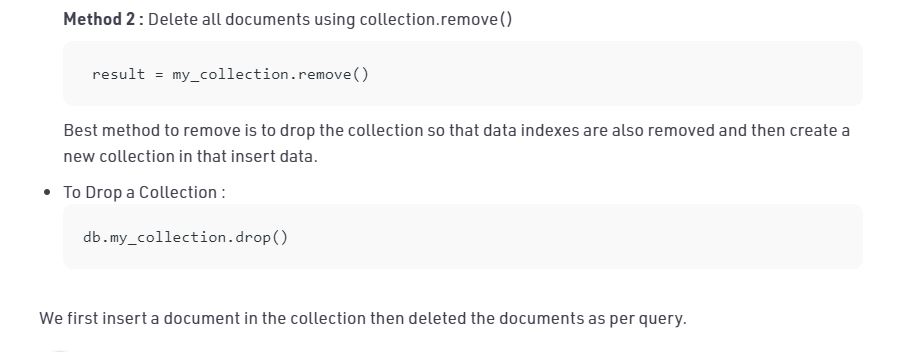 Method 2 : Delete all documents using collection.remove()
result = my_collection.remove()
Best method to remove is to drop the collection so that data indexes are also removed and then create a
new collection in that insert data.
• To Drop a Collection :
db.my_collection.drop()
We first insert a document in the collection then deleted the documents as per query.